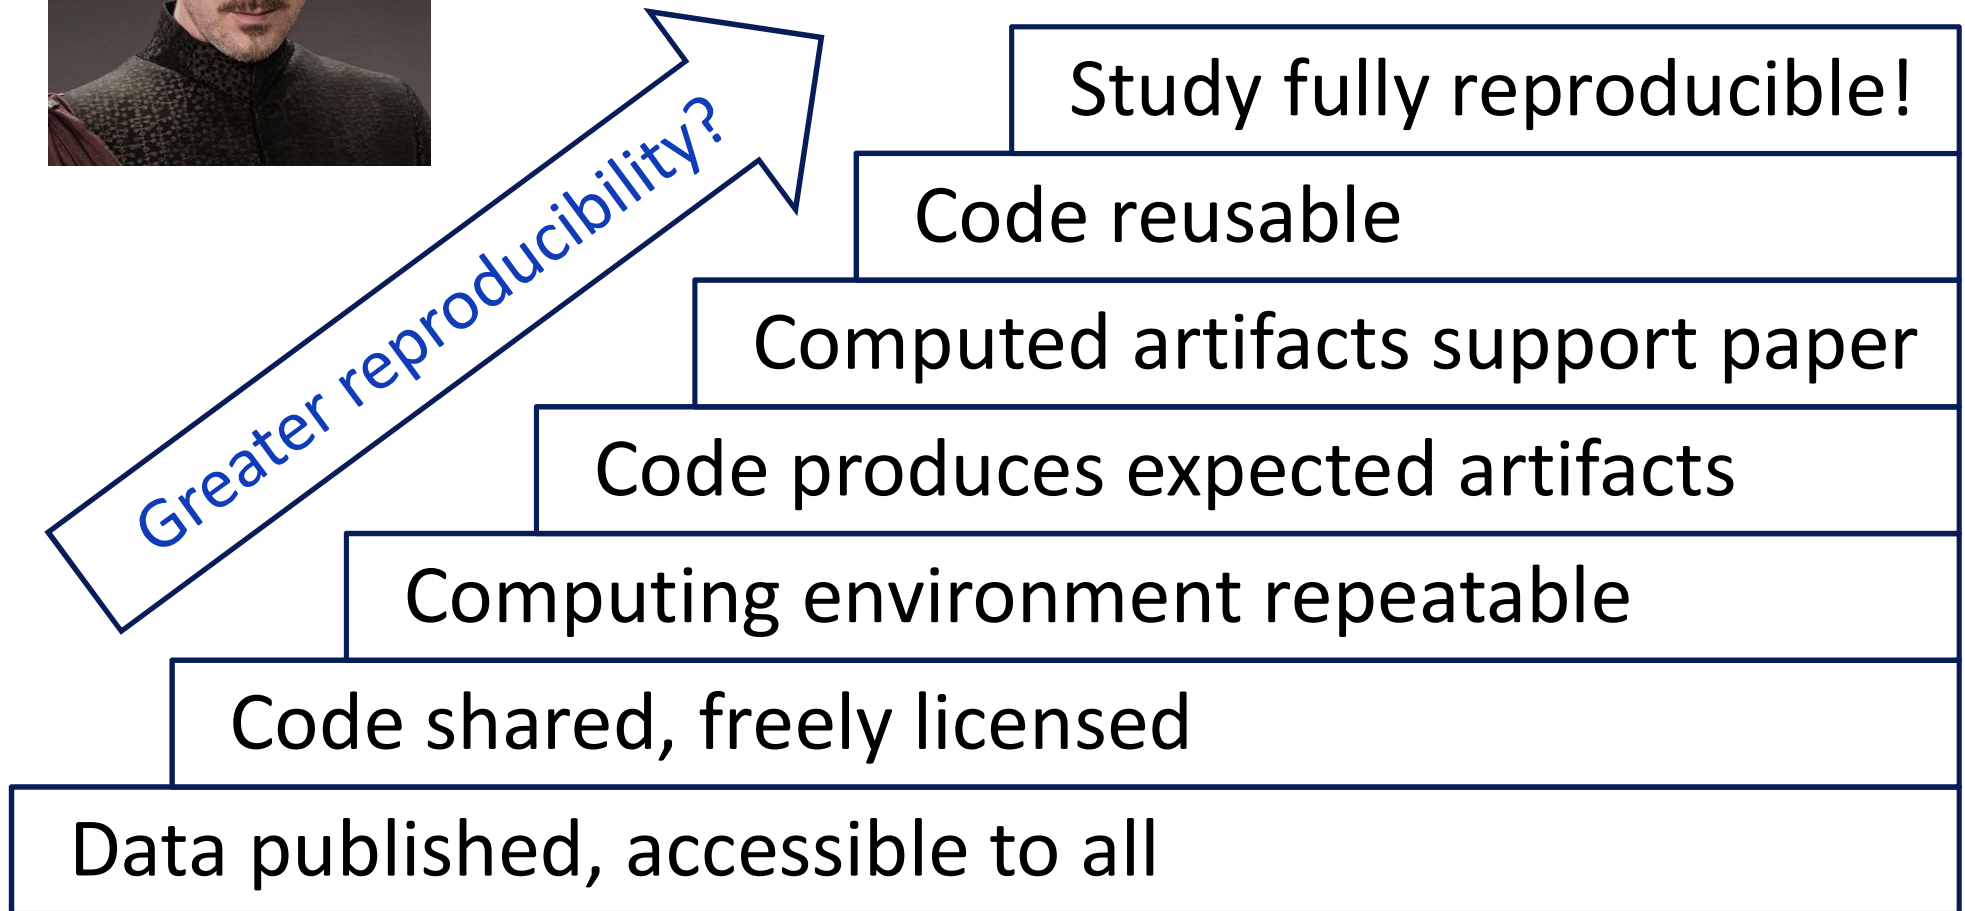 Study fully reproducible!
Greater reproducibility?
Code reusable
Computed artifacts support paper
Code produces expected artifacts
Computing environment repeatable
Code shared, freely licensed
Data published, accessible to all